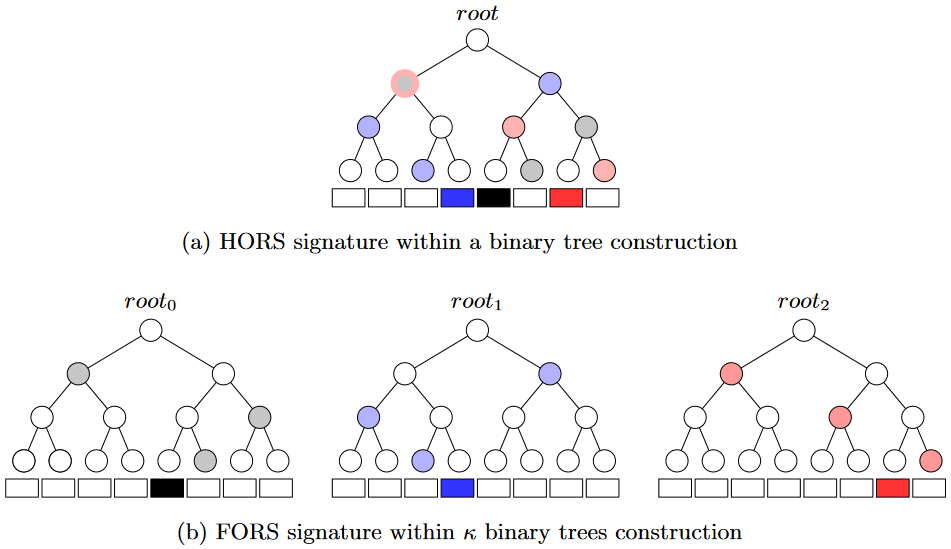 root
(a) HORS signature within a binary tree construction
root₀ root₁ root₂
(b) FORS signature within κ binary trees construction